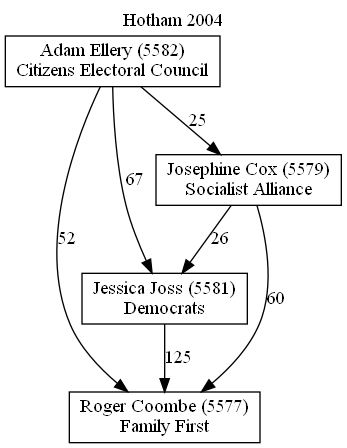 Hotham 2004
Adam Ellery (5582)
Citizens Electoral Council
25
Josephine Cox (5579)
Socialist Alliance
67
52
26
60
Jessica Joss (5581)
Democrats
125
Roger Coombe (5577)
Family First